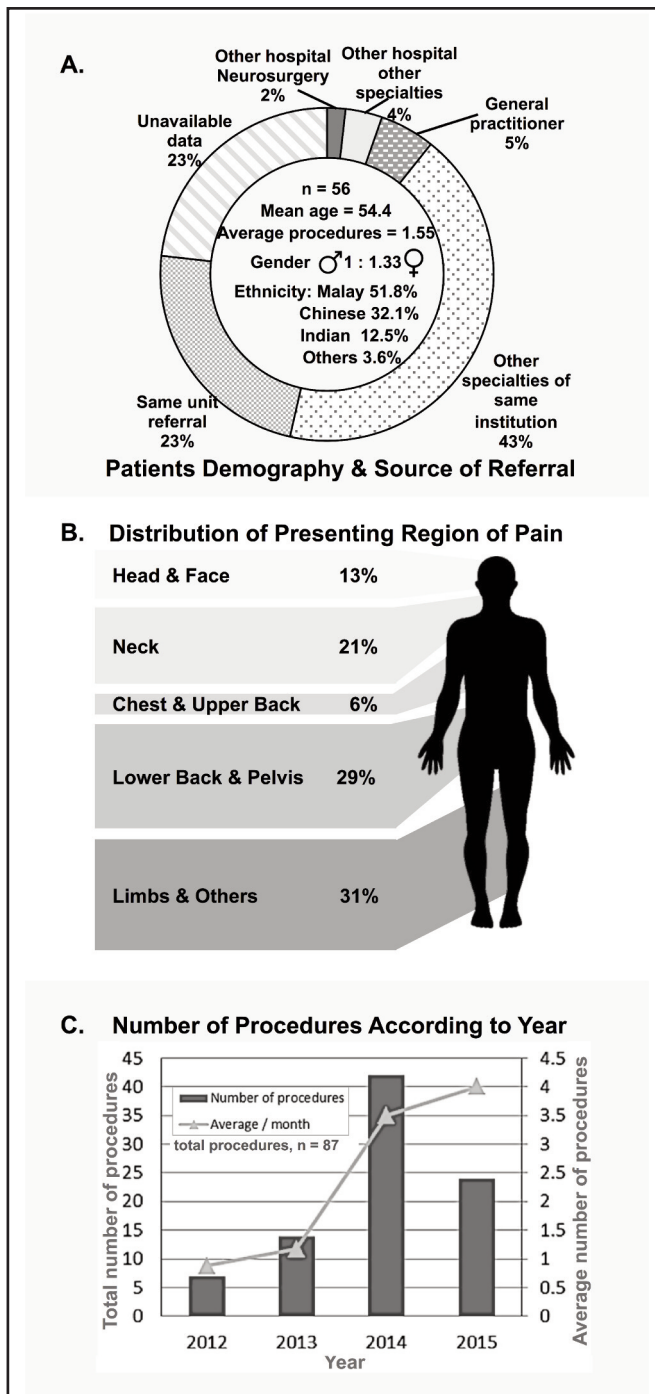 A.
Other hospital
Neurosurgery
2%
Other hospital
other
specialties
4%
General
practitioner
5%
Unavailable
data
23%
n = 56
Mean age = 54.4
Average procedures = 1.55
Gender ♂ 1 : 1.33 ♀
Ethnicity: Malay 51.8%
Chinese 32.1%
Indian 12.5%
Others 3.6%
Same unit
referral
23%
Other
specialties of
same
institution
43%
Patients Demography & Source of Referral
B. Distribution of Presenting Region of Pain
Head & Face 13%
Neck 21%
Chest & Upper Back 6%
Lower Back & Pelvis 29%
Limbs & Others 31%
C. Number of Procedures According to Year
Total number of procedures
45
40
35
30
25
20
15
10
5
0
Number of procedures
Average / month
total procedures, n = 87
4.5
4
3.5
3
2.5
2
1.5
1
0.5
0
Average number of procedures
2012 2013 2014 2015
Year